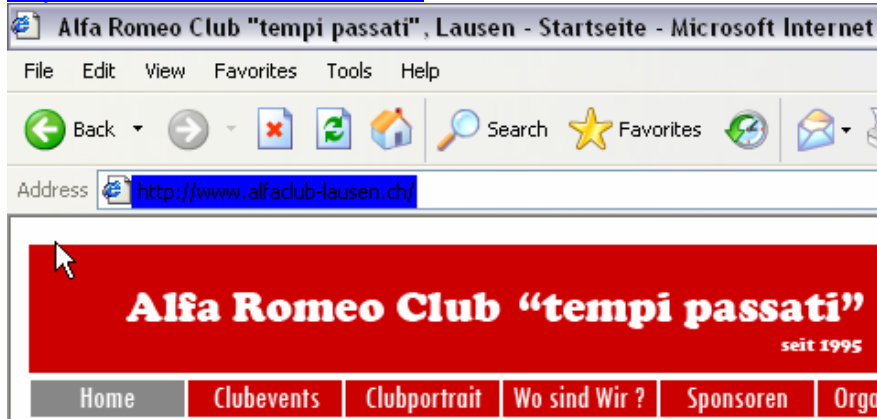 Alfa Romeo Club "tempi passati", Lausen - Startseite - Microsoft Internet
File Edit View Favorites Tools Help
Back Search Favorites
Address http://www.alfaclub-lausen.ch/
Alfa Romeo Club “tempi passati”
seit 1995
Home Clubevents Clubportrait Wo sind Wir ? Sponsoren Orga